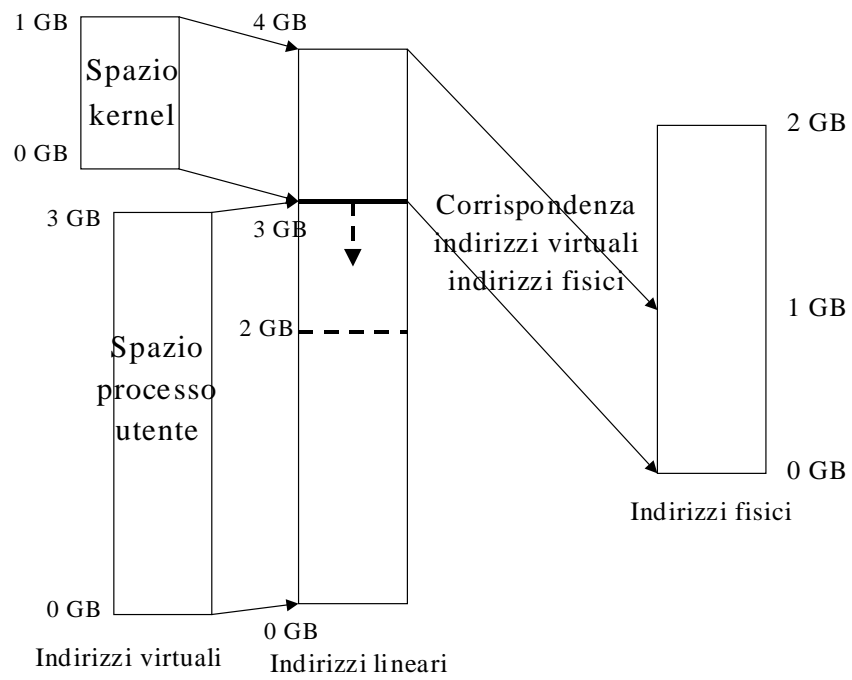 1 GB
4 GB
Spazio
kernel
0 GB
2 GB
3 GB
3 GB
Corrispondenza
indirizzi virtuali
indirizzi fisici
1 GB
2 GB
Spazio
processo
utente
0 GB
Indirizzi fisici
0 GB
0 GB
Indirizzi virtuali
Indirizzi lineari